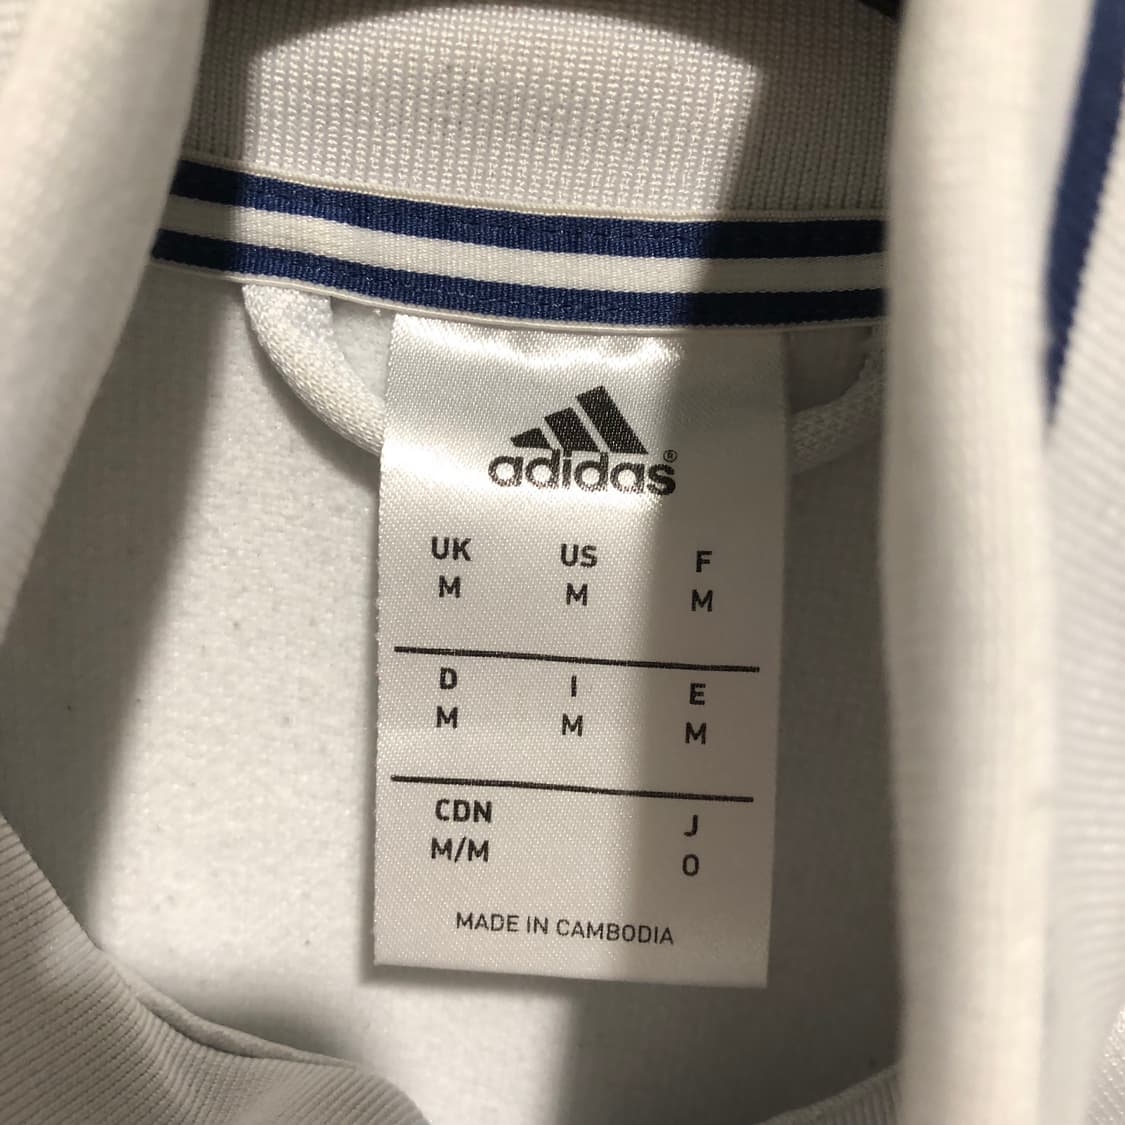 adidas®
UK US F
M M M
D I E
M M M
CDN J
M/M O
MADE IN CAMBODIA